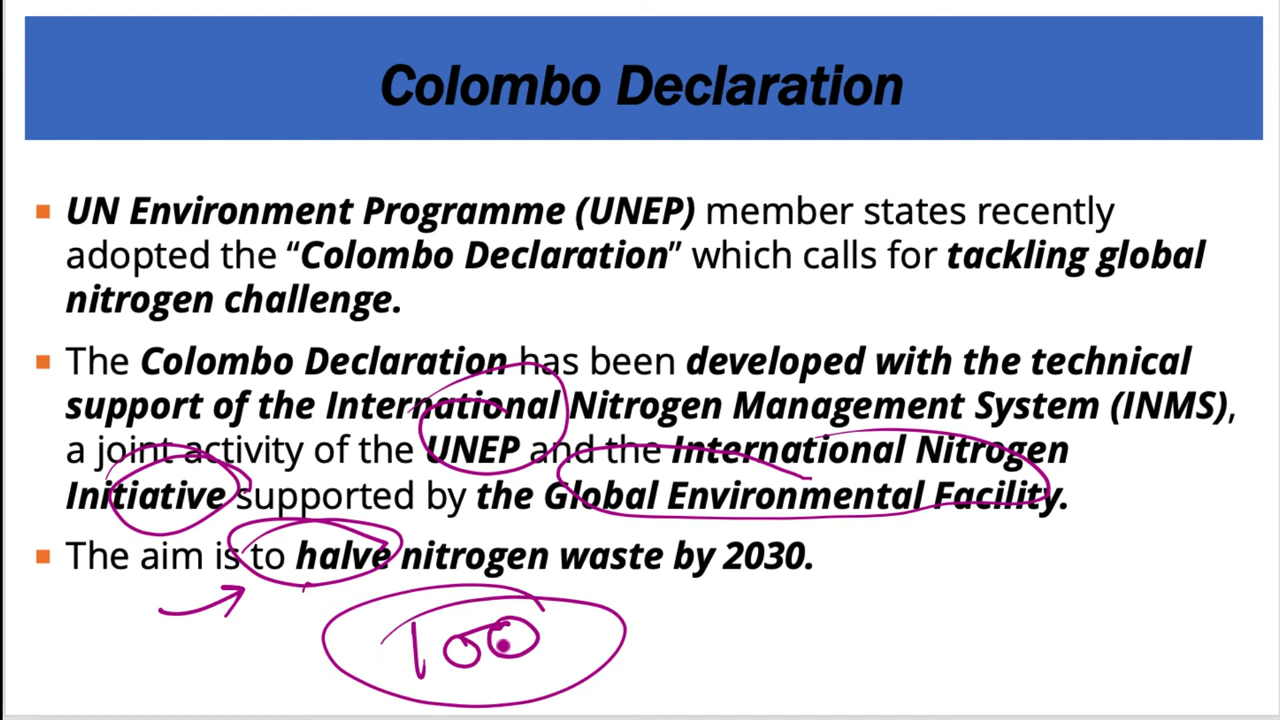 Colombo Declaration
▪ UN Environment Programme (UNEP) member states recently
adopted the “Colombo Declaration” which calls for tackling global
nitrogen challenge.
▪ The Colombo Declaration has been developed with the technical
support of the International Nitrogen Management System (INMS),
a joint activity of the UNEP and the International Nitrogen
Initiative supported by the Global Environmental Facility.
▪ The aim is to halve nitrogen waste by 2030.
100